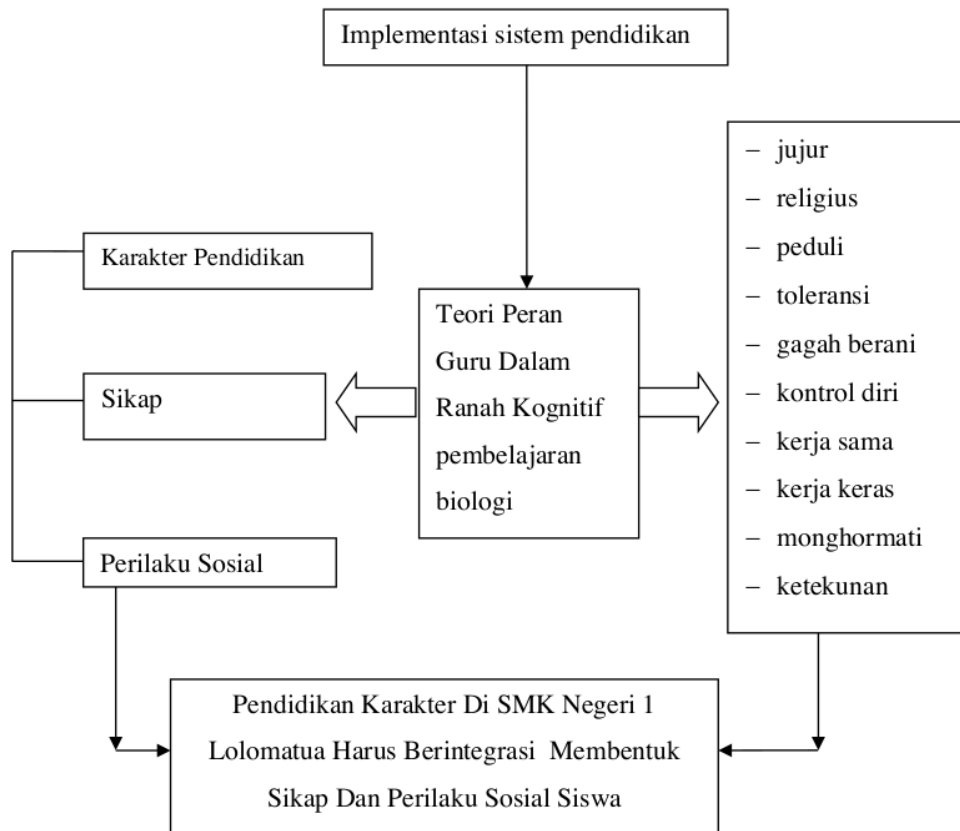 Implementasi sistem pendidikan
Karakter Pendidikan
Sikap
Perilaku Sosial
Teori Peran
Guru Dalam
Ranah Kognitif
pembelajaran
biologi
– jujur
– religius
– peduli
– toleransi
– gagah berani
– kontrol diri
– kerja sama
– kerja keras
– monghormati
– ketekunan
Pendidikan Karakter Di SMK Negeri 1
Lolomatua Harus Berintegrasi Membentuk
Sikap Dan Perilaku Sosial Siswa